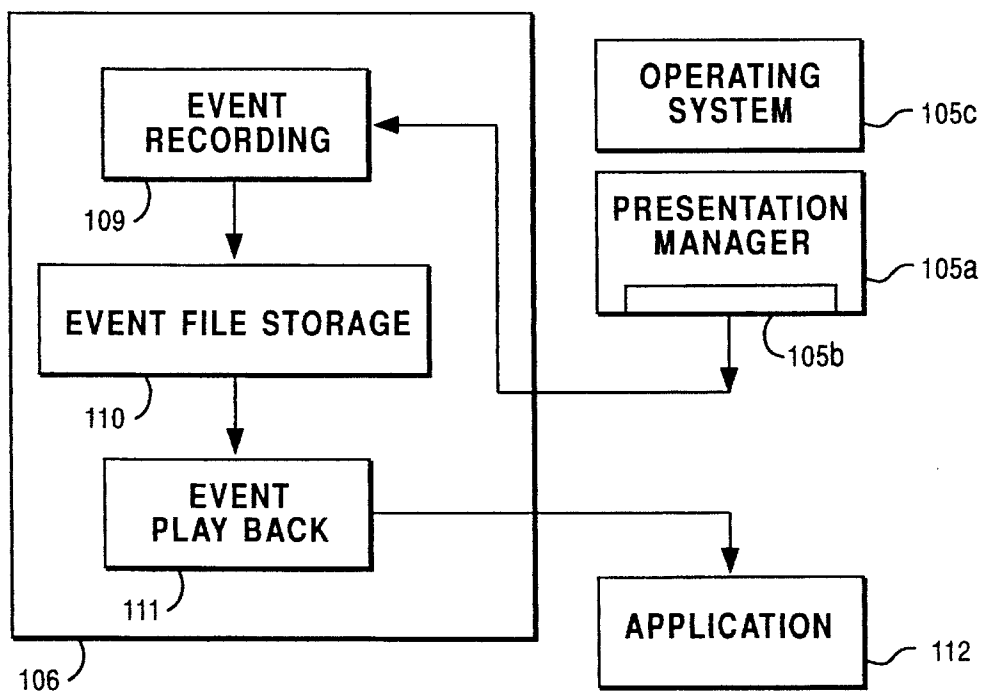 EVENT
RECORDING
109
EVENT FILE STORAGE
110
EVENT
PLAY BACK
111
106
OPERATING
SYSTEM
105c
PRESENTATION
MANAGER
105a
105b
APPLICATION
112